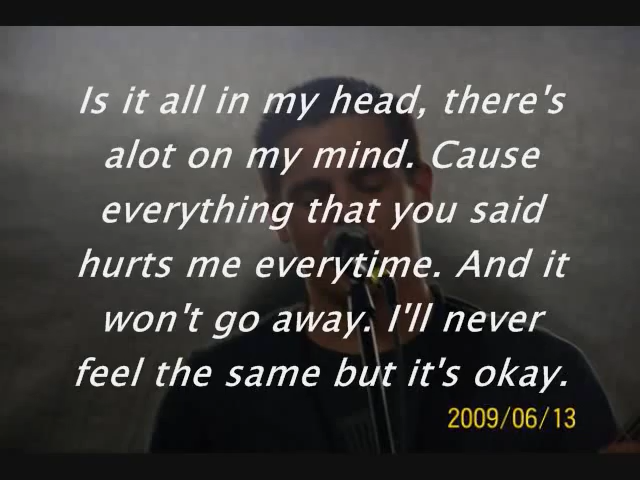 Is it all in my head, there's
alot on my mind. Cause
everything that you said
hurts me everytime. And it
won't go away. I'll never
feel the same but it's okay.
2009/06/13